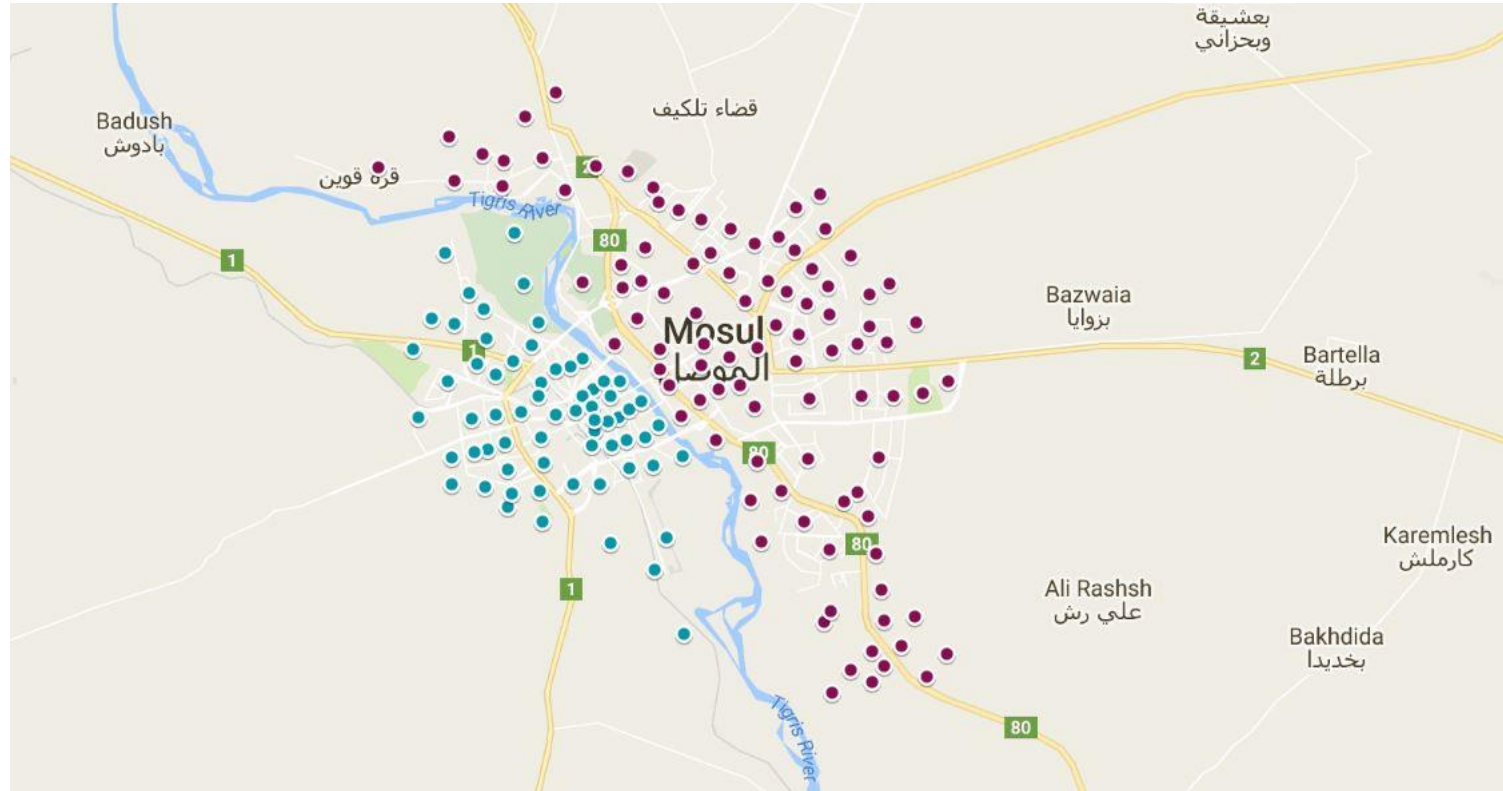 بعشيقة
وبحزاني
Badush
بادوش
قضاء تلكيف
2
قره قوين
Tigris River
80
1
Bazwaia
بزوايا
Mosul
الموصل
1
2
Bartella
برطلة
80
Karemlesh
كارملش
80
Ali Rashsh
علي رش
1
Bakhdida
بخديدا
Tigris River
80